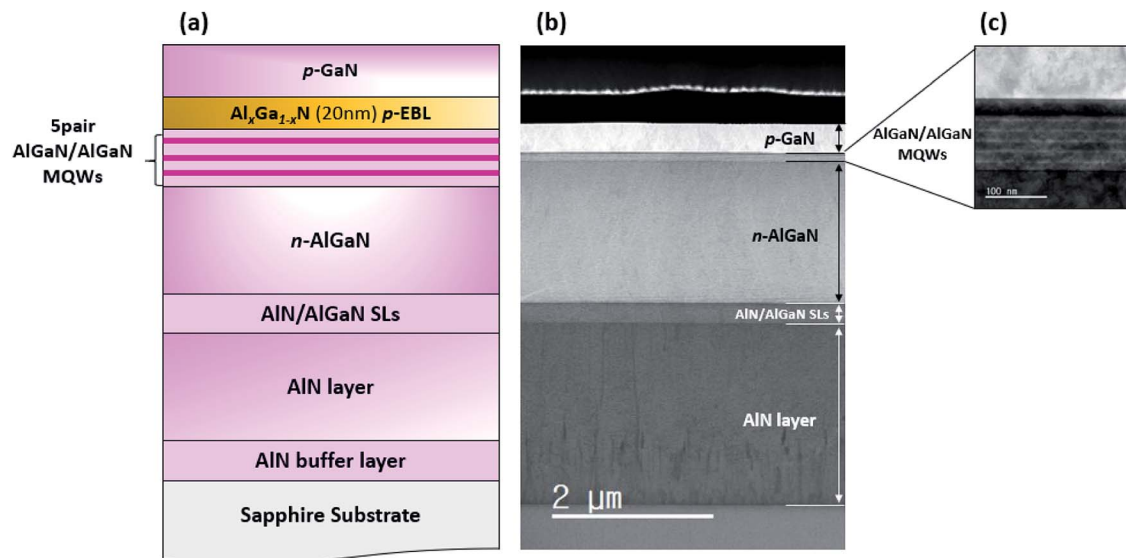 (a)
p-GaN
AlxGa1-xN (20nm) p-EBL
5pair
AlGaN/AlGaN
MQWs
n-AlGaN
AlN/AlGaN SLs
AlN layer
AlN buffer layer
Sapphire Substrate
(b)
p-GaN
n-AlGaN
AlN/AlGaN SLs
AlN layer
2 μm
(c)
AlGaN/AlGaN
MQWs
100 nm